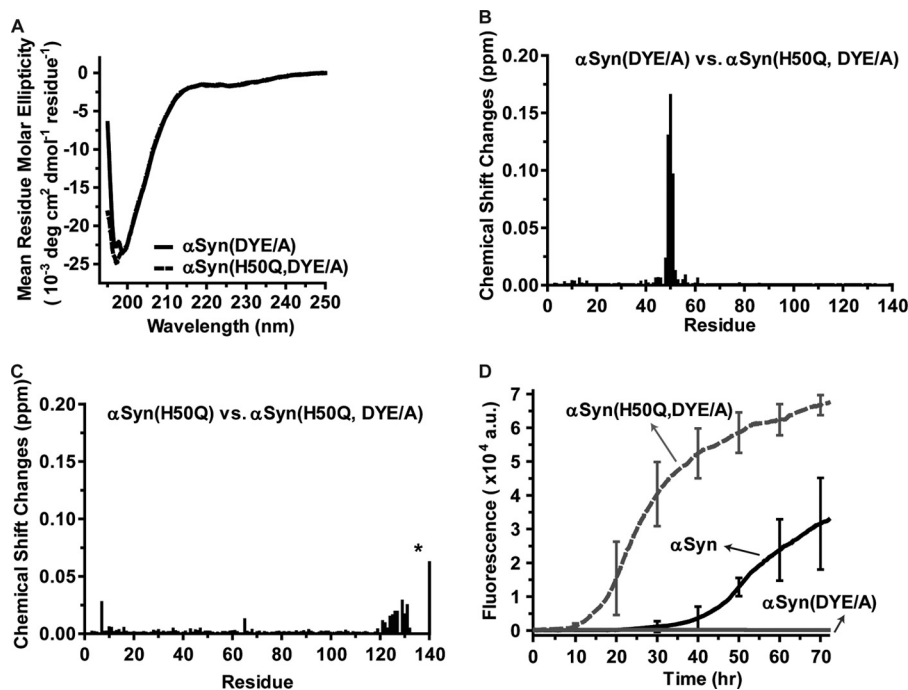 A
Mean Residue Molar Ellipticity
(10⁻³ deg cm² dmol⁻¹ residue⁻¹)
0
-5
-10
-15
-20
-25
αSyn(DYE/A)
αSyn(H50Q,DYE/A)
200 210 220 230 240 250
Wavelength (nm)
B
Chemical Shift Changes (ppm)
0.20
0.15
0.10
0.05
0.00
αSyn(DYE/A) vs. αSyn(H50Q, DYE/A)
0 20 40 60 80 100 120 140
Residue
C
Chemical Shift Changes (ppm)
0.20
0.15
0.10
0.05
0.00
αSyn(H50Q) vs. αSyn(H50Q, DYE/A)
*
0 20 40 60 80 100 120 140
Residue
D
Fluorescence ( x10⁴ a.u.)
7
6
5
4
3
2
1
0
αSyn(H50Q,DYE/A)
αSyn
αSyn(DYE/A)
0 10 20 30 40 50 60 70
Time (hr)